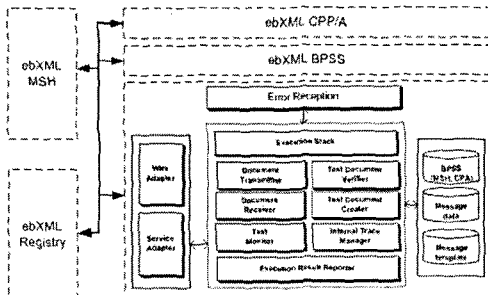 ebXML CPP/A
ebXML
MSH
ebXML BPSS
Error Reception
Execution Stack
Web
Adapter
Service
Adapter
Document
Transmitter
Test Document
Verifier
Document
Receiver
Test Document
Creater
Test
Monitor
Internal Trace
Manager
Execution Result Reporter
BPSS
(MSH, CPA)
Message
data
Message
template
ebXML
Registry